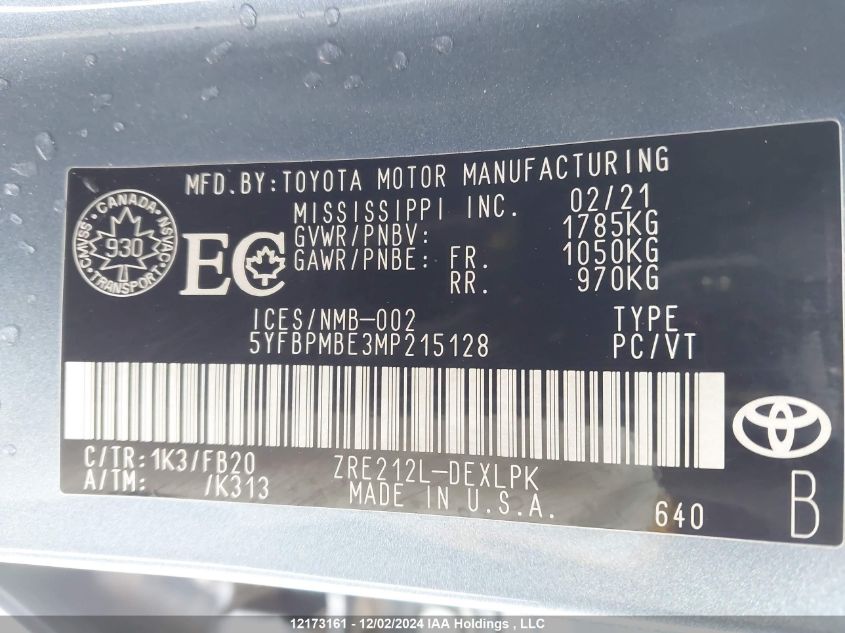 MFD.BY:TOYOTA MOTOR MANUFACTURING
MISSISSIPPI INC. 02/21
GVWR/PNBV: 1785KG
GAWR/PNBE: FR. 1050KG
RR. 970KG
CANADA
CMVSS 930 NSVAC
TRANSPORT
EC
ICES/NMB-002 TYPE
5YFBPMBE3MP215128 PC/VT
C/TR:1K3/FB20 ZRE212L-DEXLPK
A/TM: /K313 MADE IN U.S.A. 640 B
12173161 - 12/02/2024 IAA Holdings, LLC